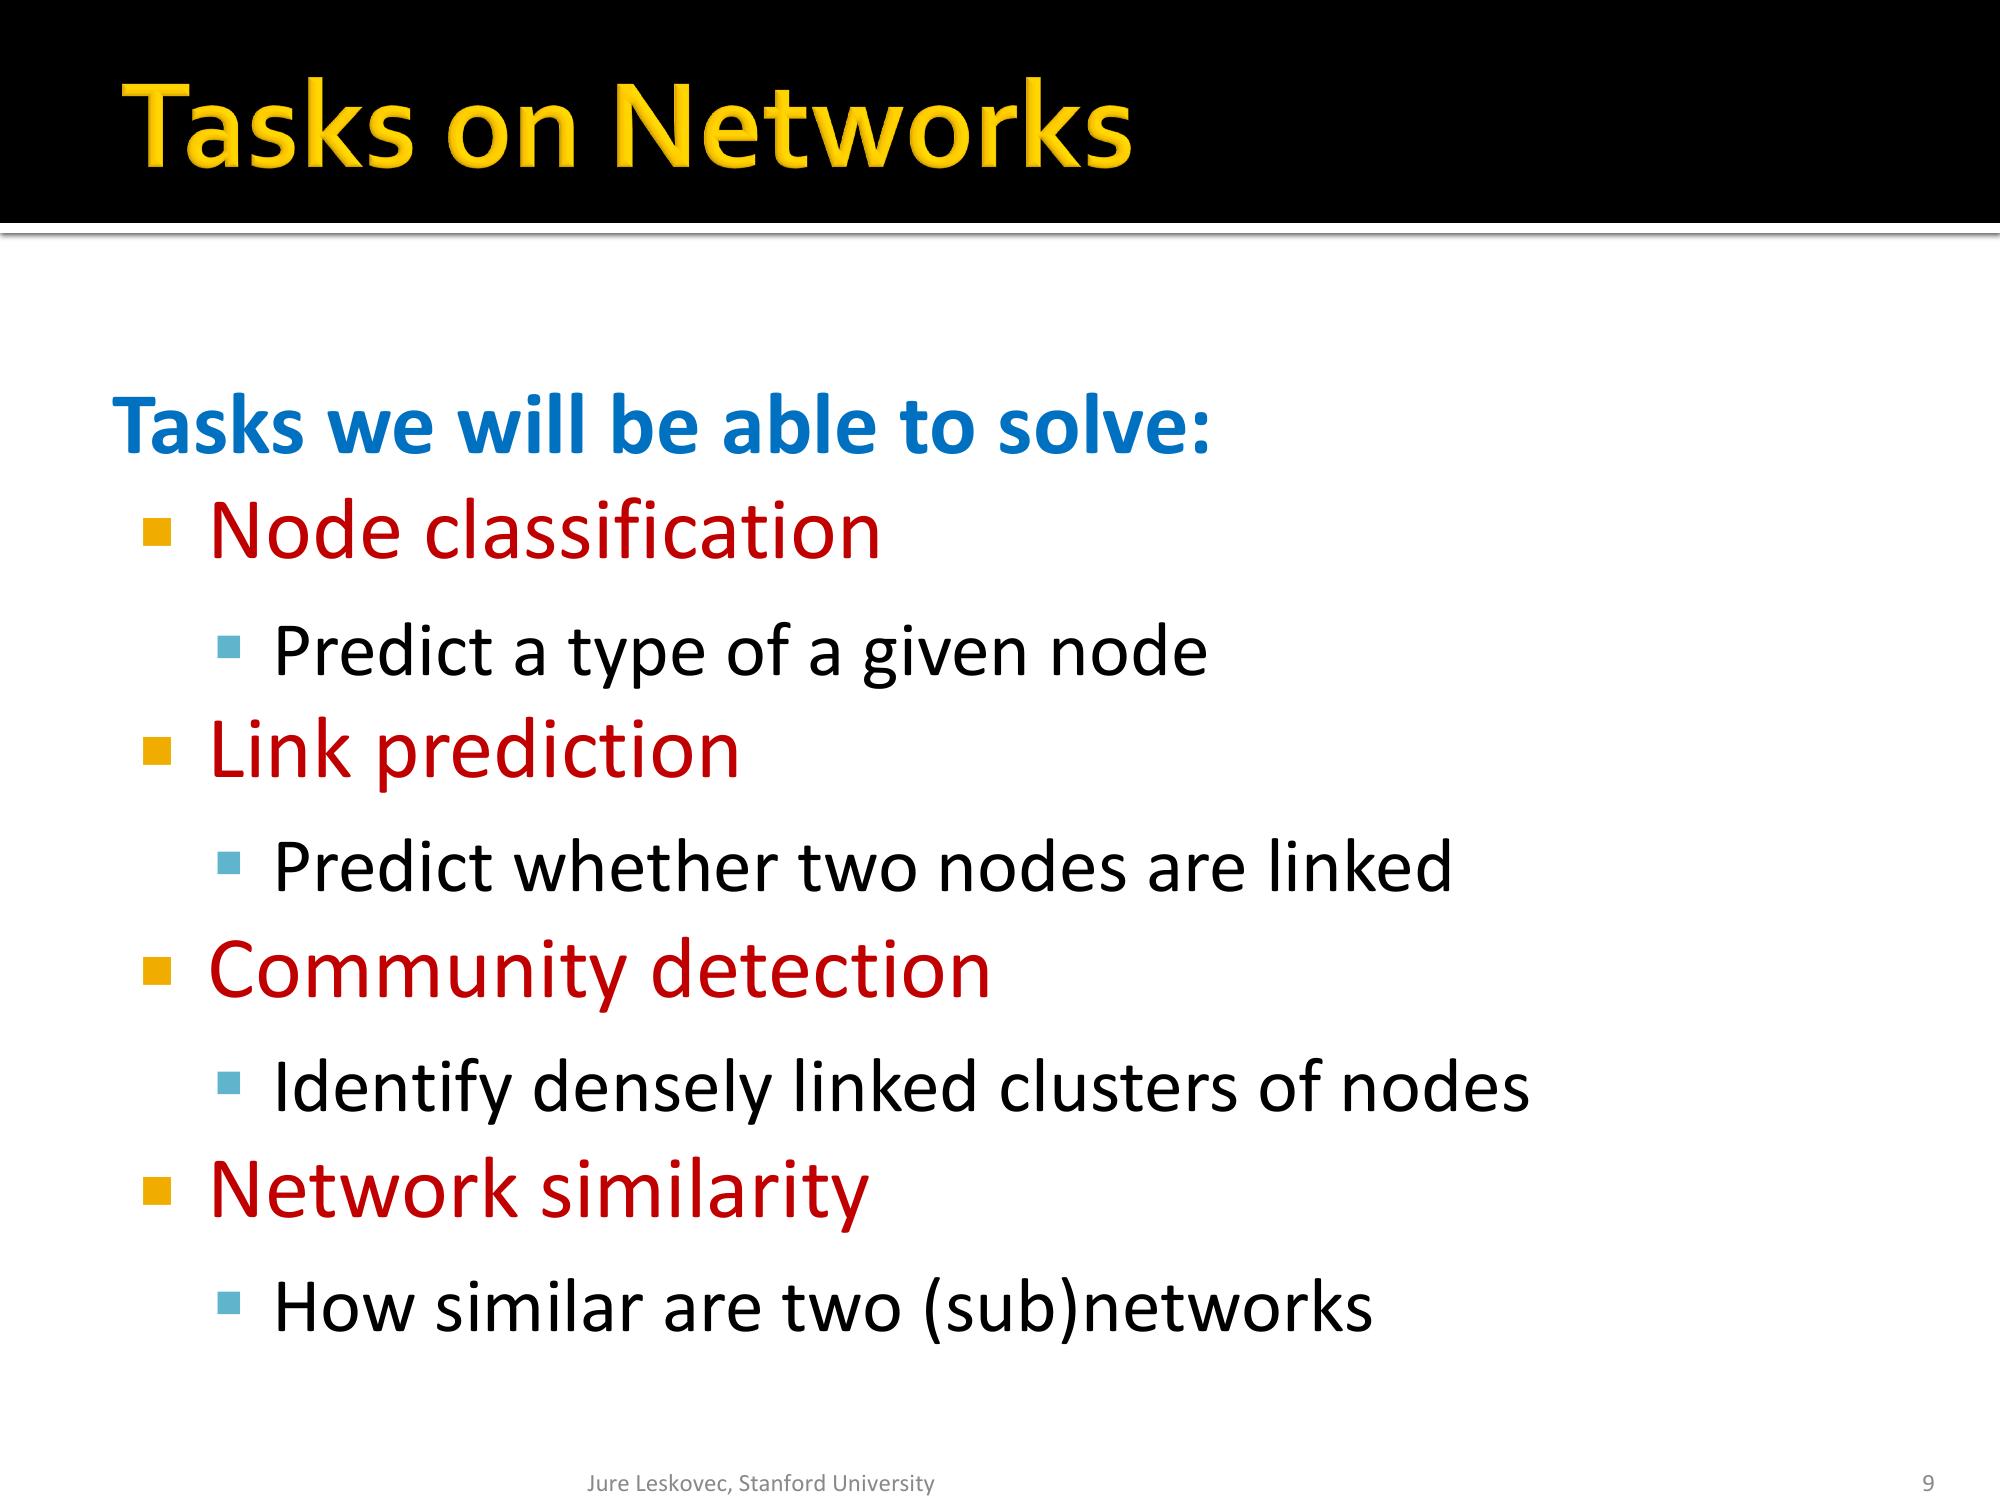 Tasks on Networks
Tasks we will be able to solve:
Node classification
Predict a type of a given node
Link prediction
Predict whether two nodes are linked
Community detection
Identify densely linked clusters of nodes
Network similarity
How similar are two (sub)networks
Jure Leskovec, Stanford University
9